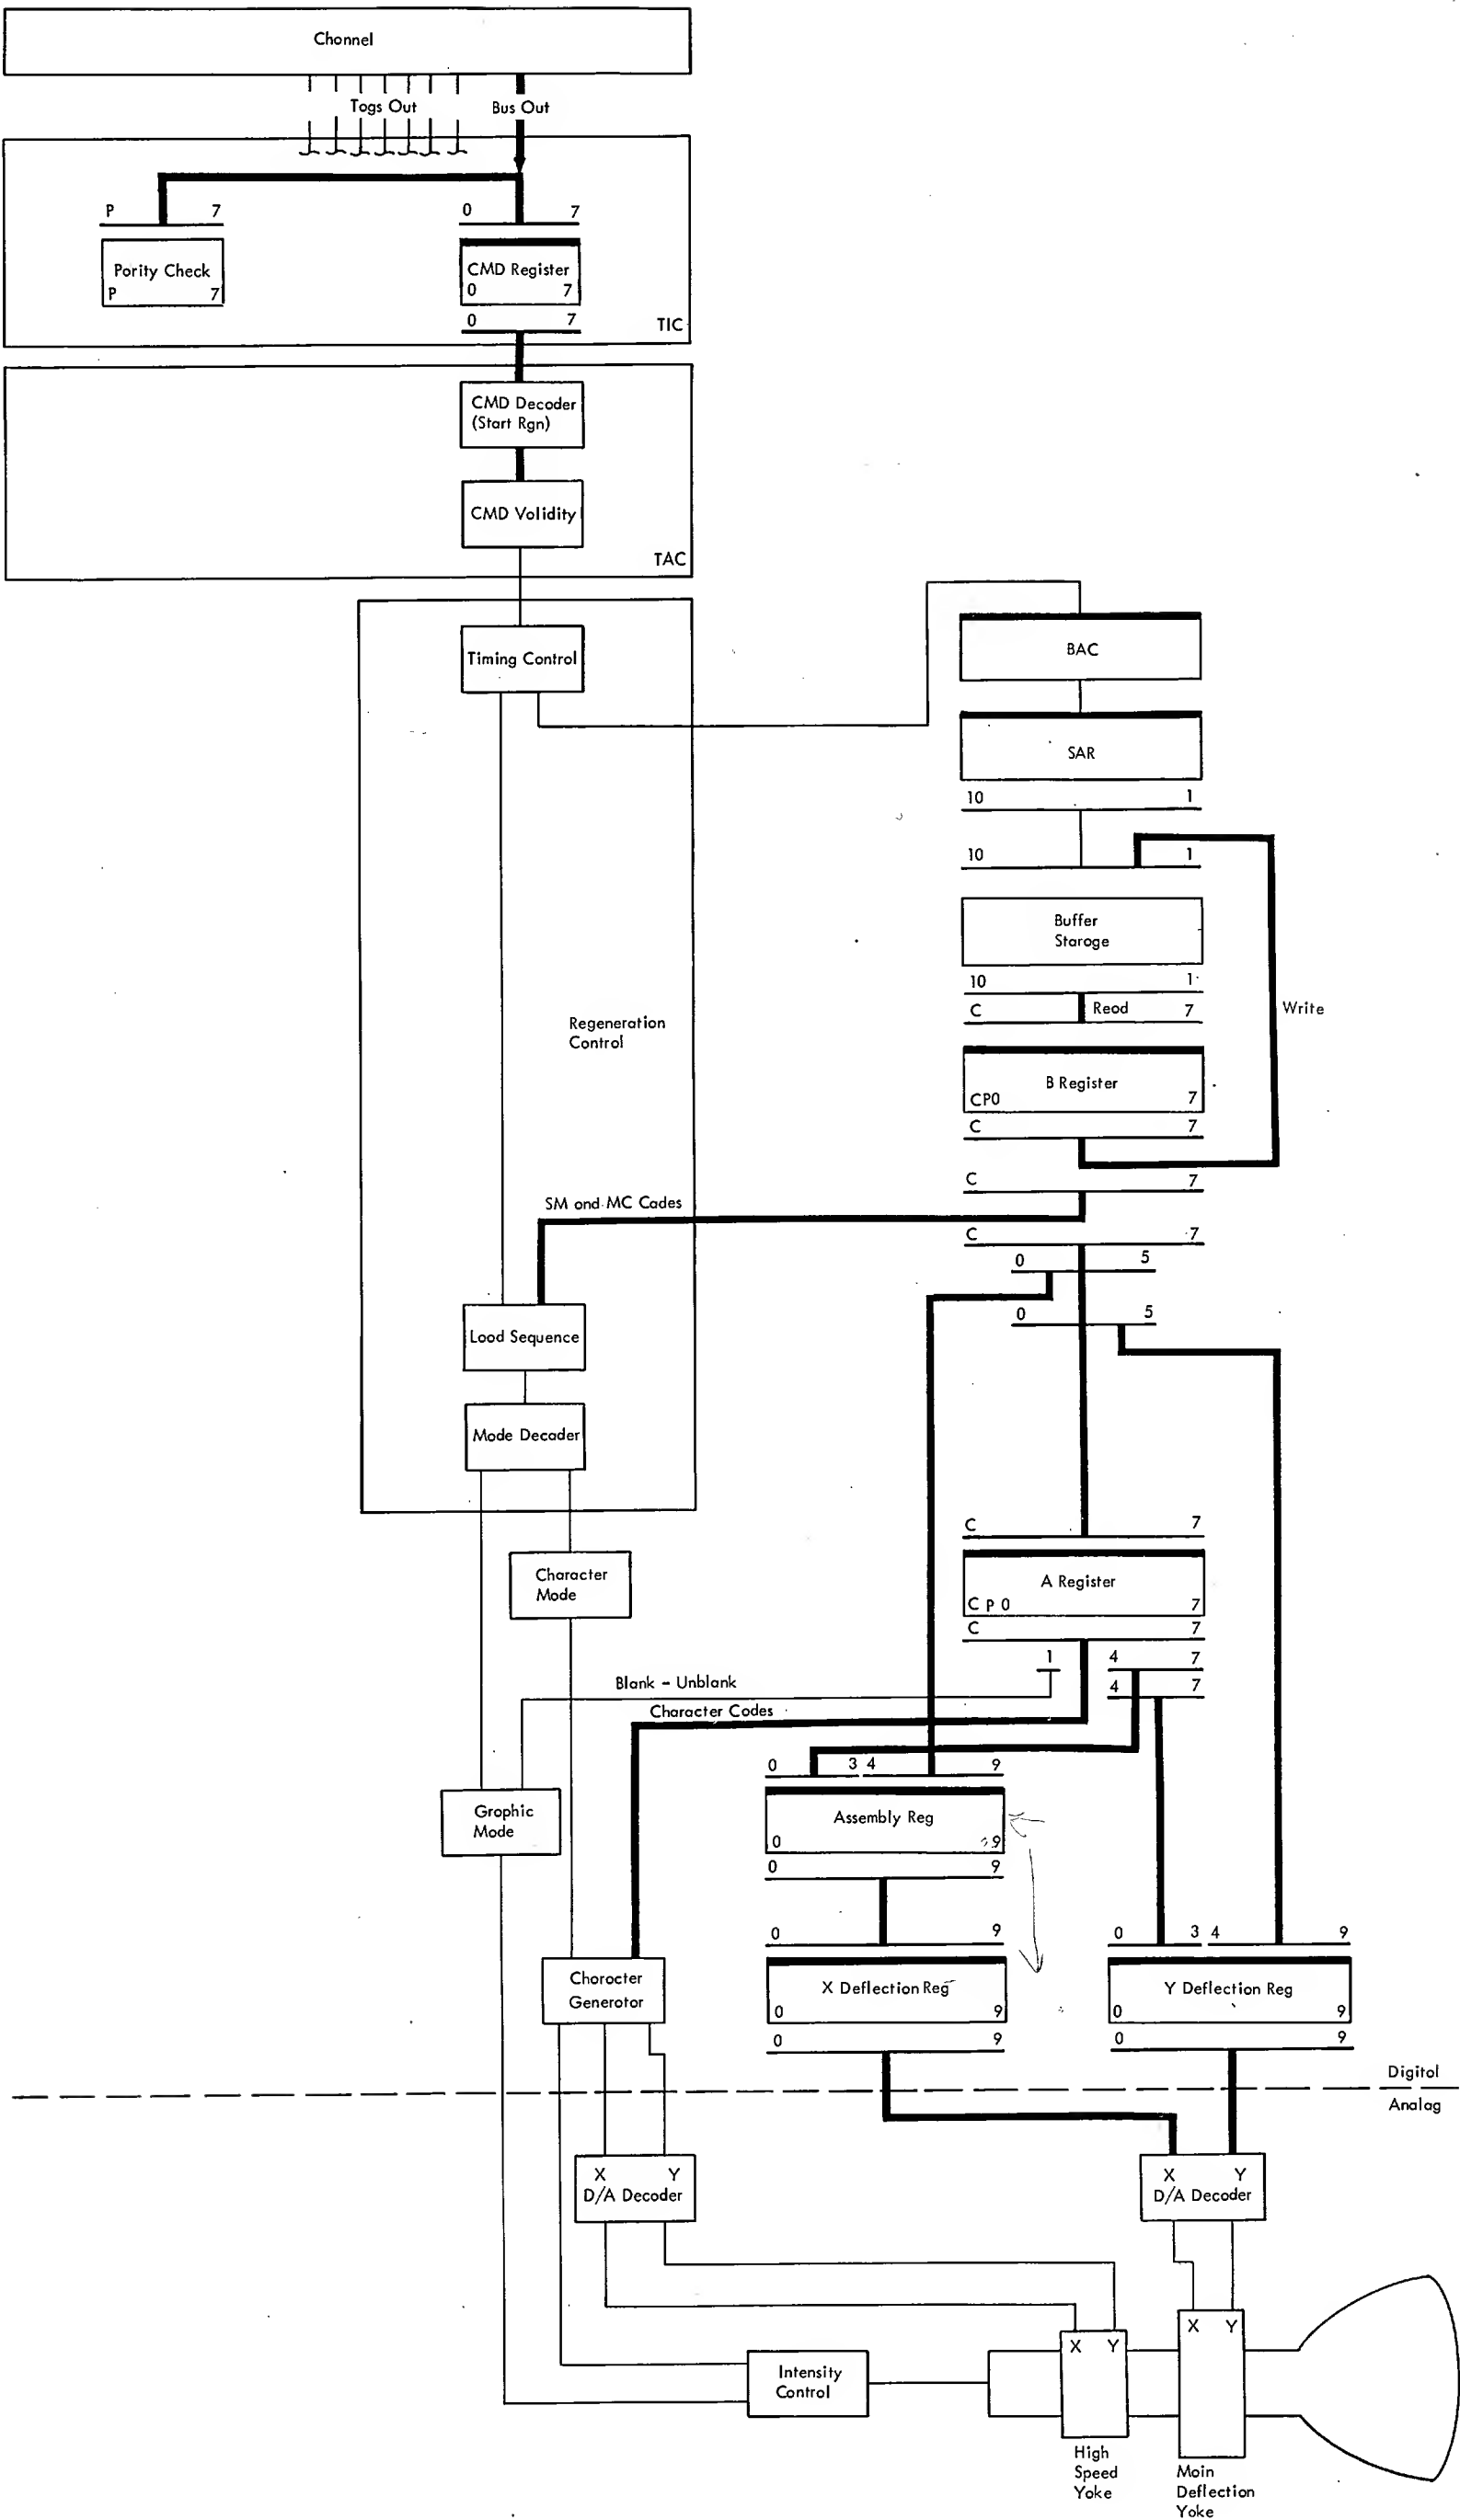 Channel
Tags Out
Bus Out
P 7
0 7
Parity Check
P 7
CMD Register
0 7
0 7
TIC
CMD Decoder
(Start Rgn)
CMD Validity
TAC
Timing Control
BAC
SAR
10 1
10 1
Buffer
Storage
10 1
C Read 7
Write
Regeneration
Control
B Register
CP0 7
C 7
C 7
SM and MC Codes
C 7
0 5
0 5
Load Sequence
Mode Decoder
C 7
Character
Mode
A Register
C P 0 7
C 7
1 4 7
Blank - Unblank
4 7
Character Codes
0 3 4 9
Graphic
Mode
Assembly Reg
0 9
0 9
0 9
0 3 4 9
Character
Generator
X Deflection Reg
0 9
Y Deflection Reg
0 9
0 9
0 9
Digital
Analog
X Y
D/A Decoder
X Y
D/A Decoder
X Y
X Y
Intensity
Control
High
Speed
Yoke
Main
Deflection
Yoke